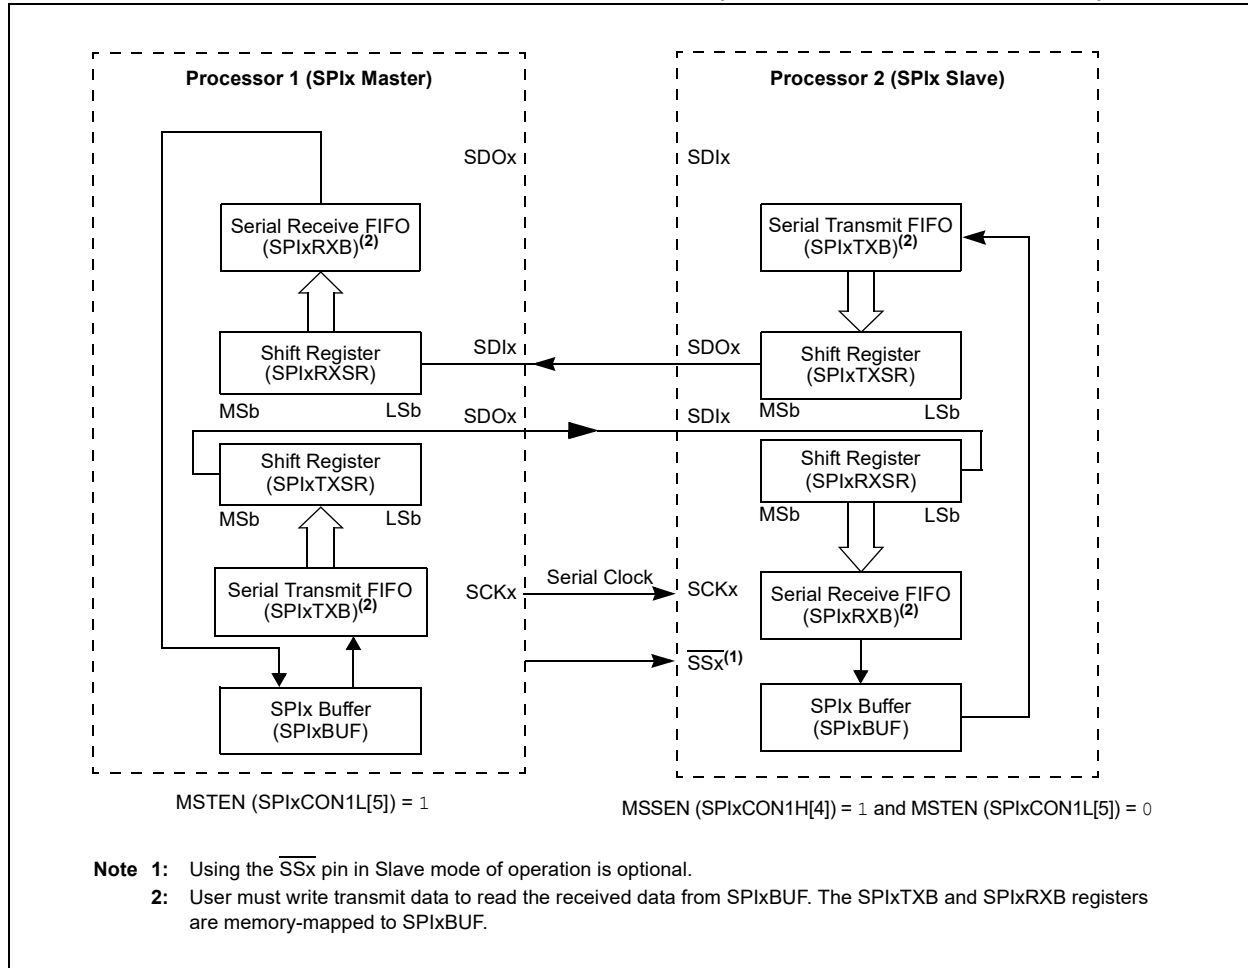 Processor 1 (SPIx Master)
Processor 2 (SPIx Slave)
SDOx
SDIx
Serial Receive FIFO
(SPIxRXB)(2)
Serial Transmit FIFO
(SPIxTXB)(2)
Shift Register
(SPIxRXSR)
SDIx
SDOx
Shift Register
(SPIxTXSR)
MSb
LSb
MSb
LSb
SDOx
SDIx
Shift Register
(SPIxTXSR)
Shift Register
(SPIxRXSR)
MSb
LSb
MSb
LSb
Serial Transmit FIFO
(SPIxTXB)(2)
SCKx
Serial Clock
SCKx
Serial Receive FIFO
(SPIxRXB)(2)
SSx(1)
SPIx Buffer
(SPIxBUF)
SPIx Buffer
(SPIxBUF)
MSTEN (SPIxCON1L[5]) = 1
MSSEN (SPIxCON1H[4]) = 1 and MSTEN (SPIxCON1L[5]) = 0
Note 1: Using the SSx pin in Slave mode of operation is optional.
2: User must write transmit data to read the received data from SPIxBUF. The SPIxTXB and SPIxRXB registers
are memory-mapped to SPIxBUF.